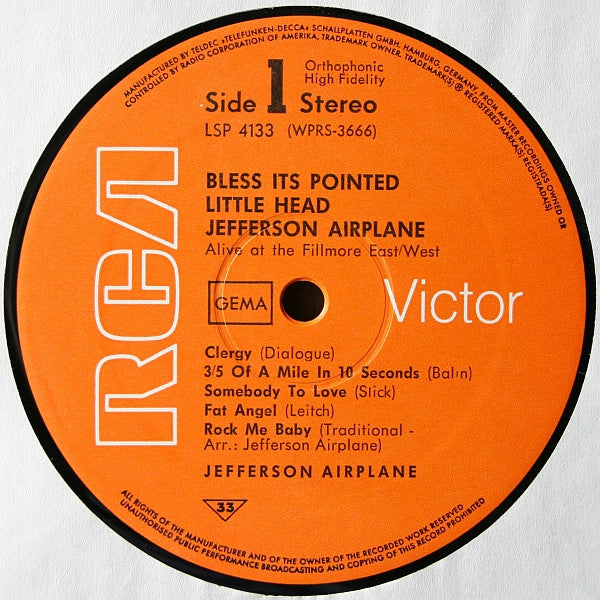 MANUFACTURED BY TELDEC »TELEFUNKEN-DECCA« SCHALLPLATTEN GMBH, HAMBURG, GERMANY, FROM MASTER RECORDINGS OWNED OR
CONTROLLED BY RADIO CORPORATION OF AMERIKA, TRADEMARK OWNER. TRADEMARK(S) ® REGISTERED MARK(S) REGISTRADA(S)
Orthophonic
High Fidelity
Side 1 Stereo
LSP 4133 (WPRS-3666)
BLESS ITS POINTED
LITTLE HEAD
JEFFERSON AIRPLANE
Alive at the Fillmore East/West
RCA
GEMA
Victor
Clergy (Dialogue)
3/5 Of A Mile In 10 Seconds (Balin)
Somebody To Love (Slick)
Fat Angel (Leitch)
Rock Me Baby (Traditional -
Arr.: Jefferson Airplane)
JEFFERSON AIRPLANE
33
ALL RIGHTS OF THE MANUFACTURER AND OF THE OWNER OF THE RECORDED WORK RESERVED
UNAUTHORISED PUBLIC PERFORMANCE BROADCASTING AND COPYING OF THIS RECORD PROHIBITED